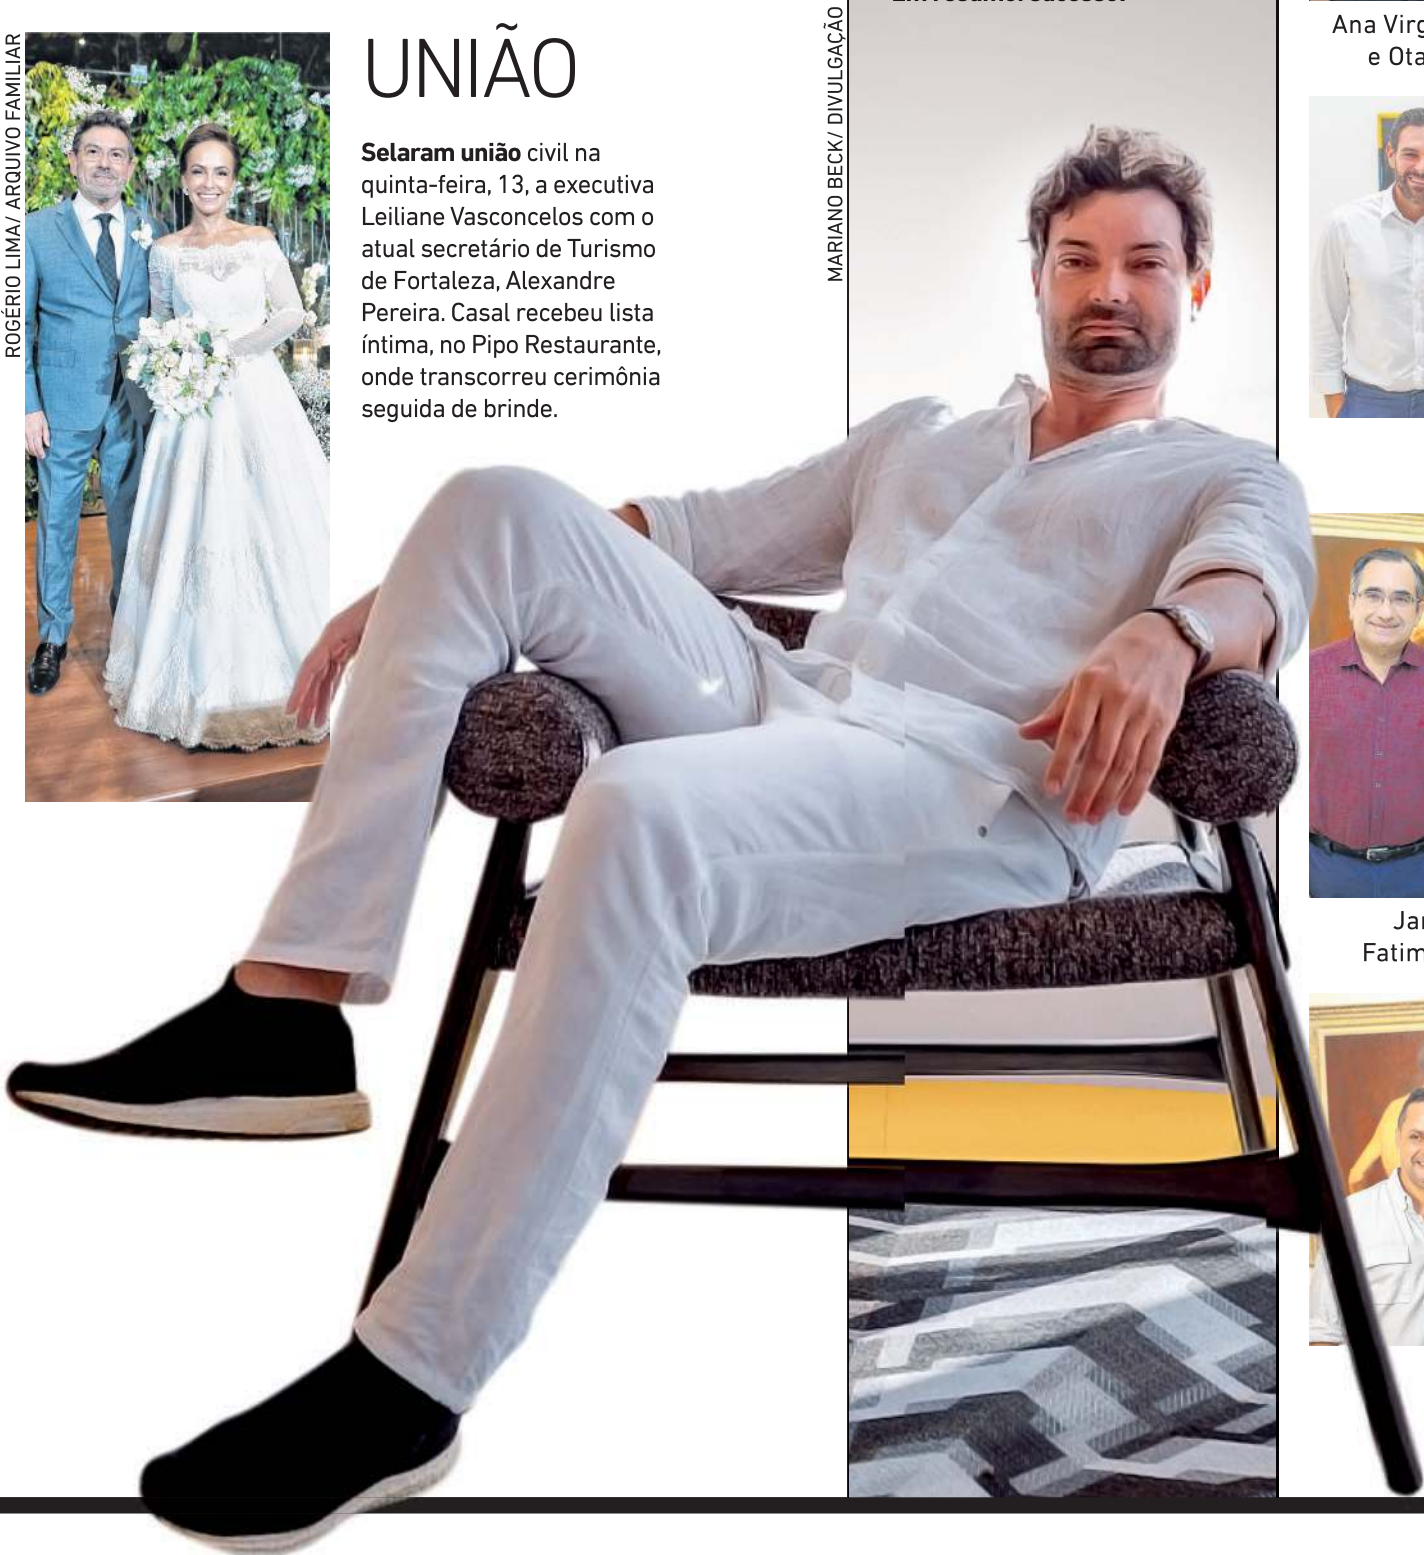 ROGÉRIO LIMA/ ARQUIVO FAMILIAR
UNIÃO
Selaram união civil na
quinta-feira, 13, a executiva
Leiliane Vasconcelos com o
atual secretário de Turismo
de Fortaleza, Alexandre
Pereira. Casal recebeu lista
íntima, no Pipo Restaurante,
onde transcorreu cerimônia
seguida de brinde.
MARIANO BECK/ DIVULGAÇÃO
Ana Virg
e Ota
Jar
Fatim